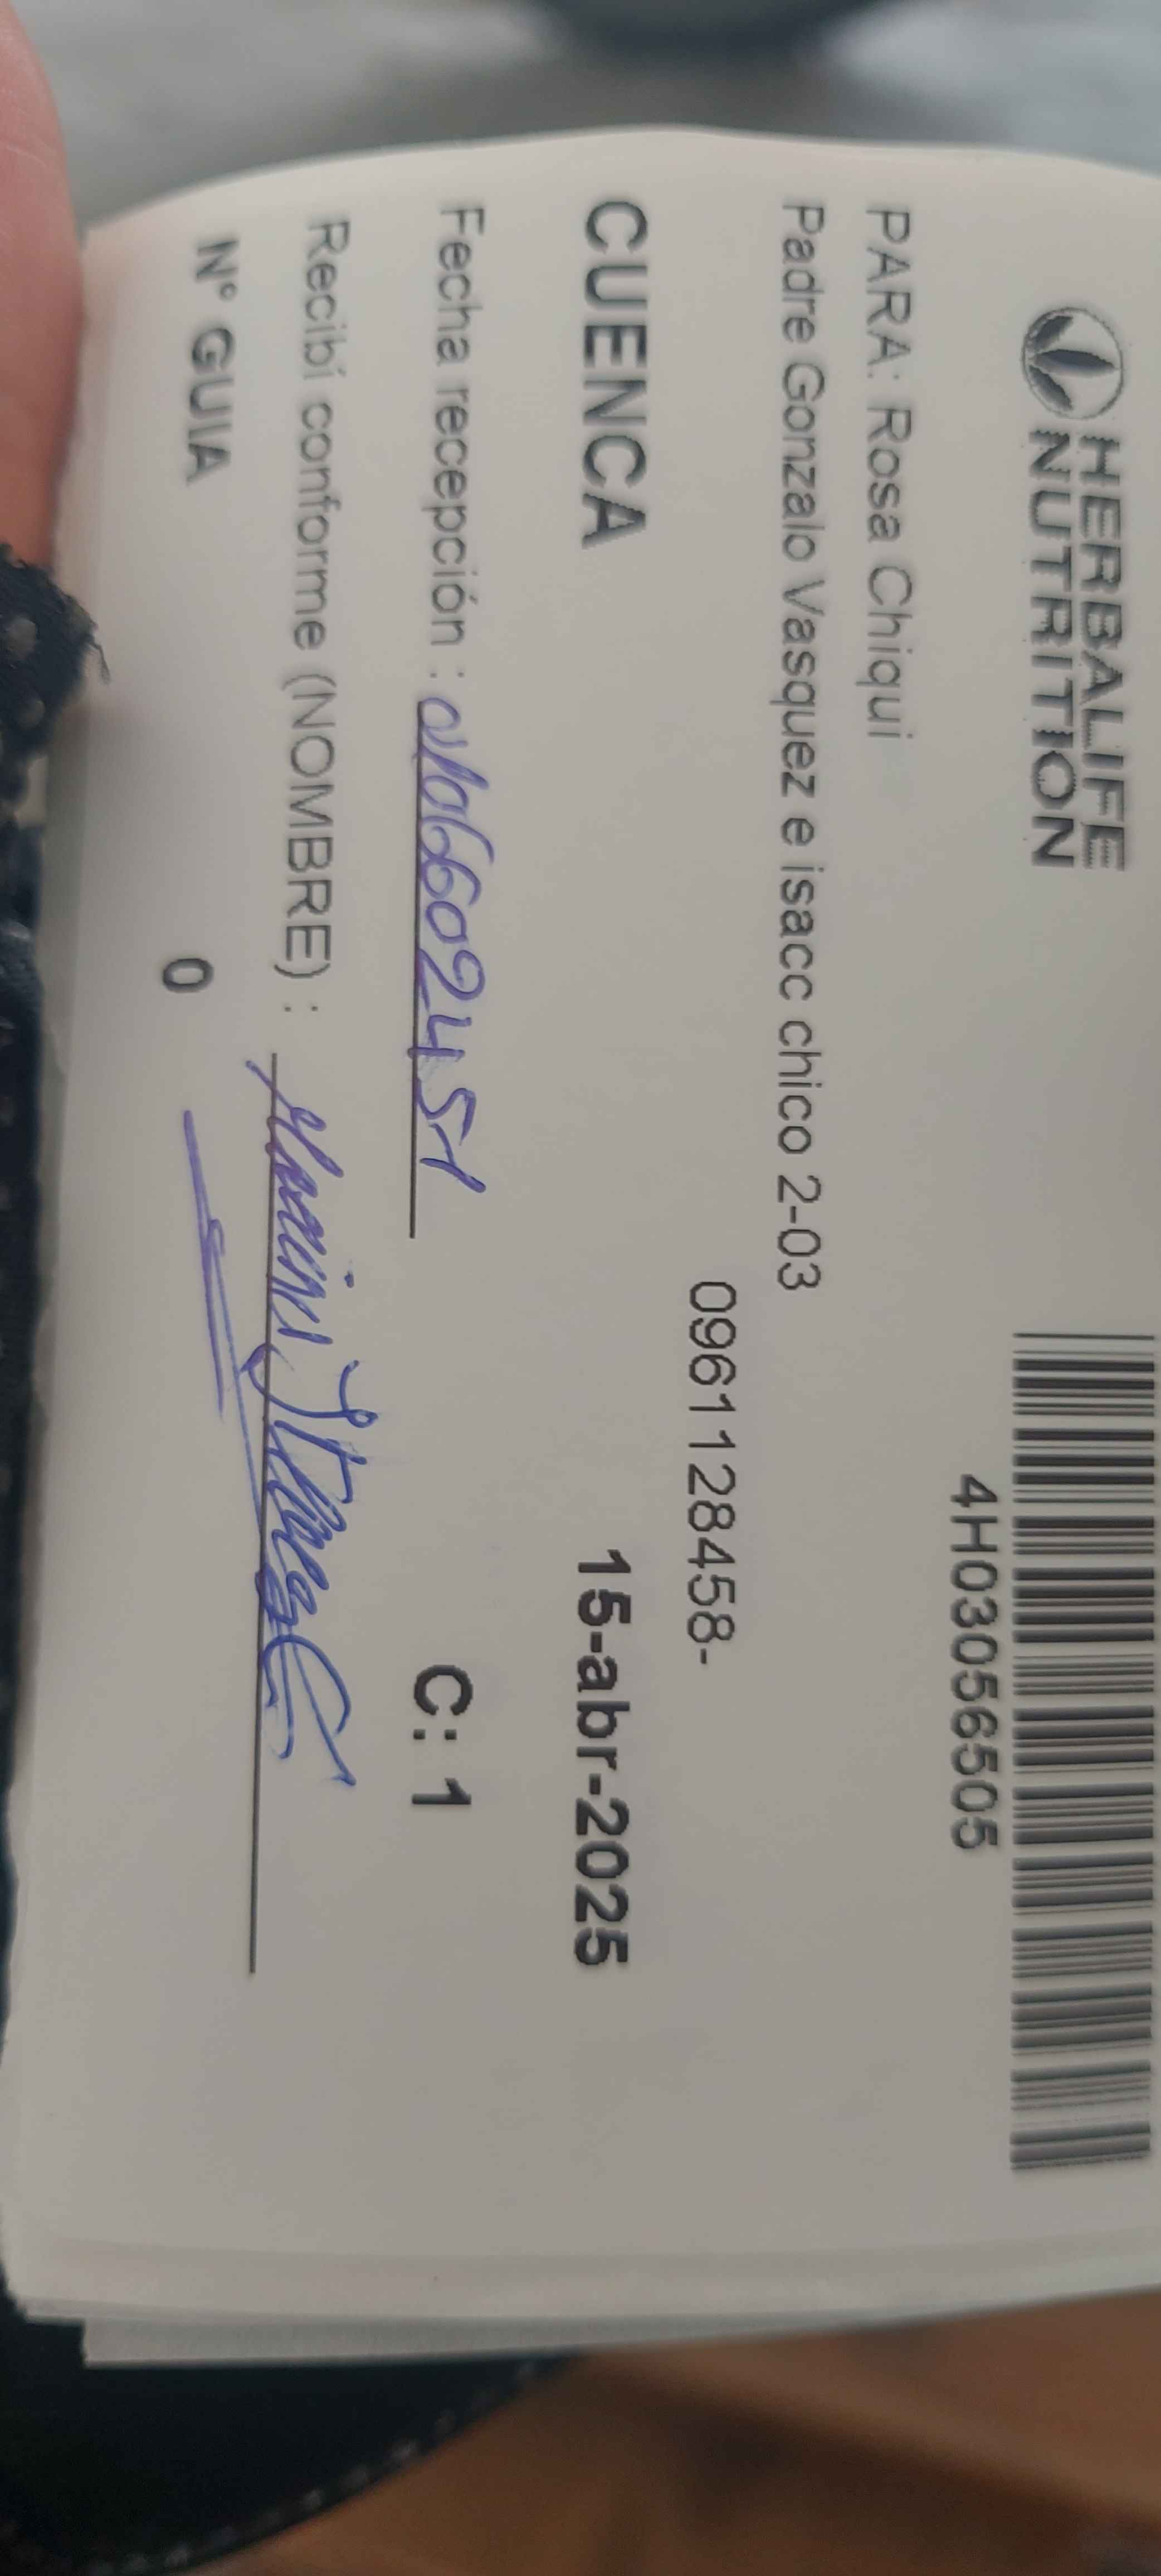 HERBALIFE
NUTRITION
4H03056505
PARA: Rosa Chiqui
Padre Gonzalo Vasquez e isacc chico 2-03
0961128458-
CUENCA 15-abr-2025
Fecha recepción : 0106602451 C: 1
Recibí conforme (NOMBRE) :
N° GUIA 0